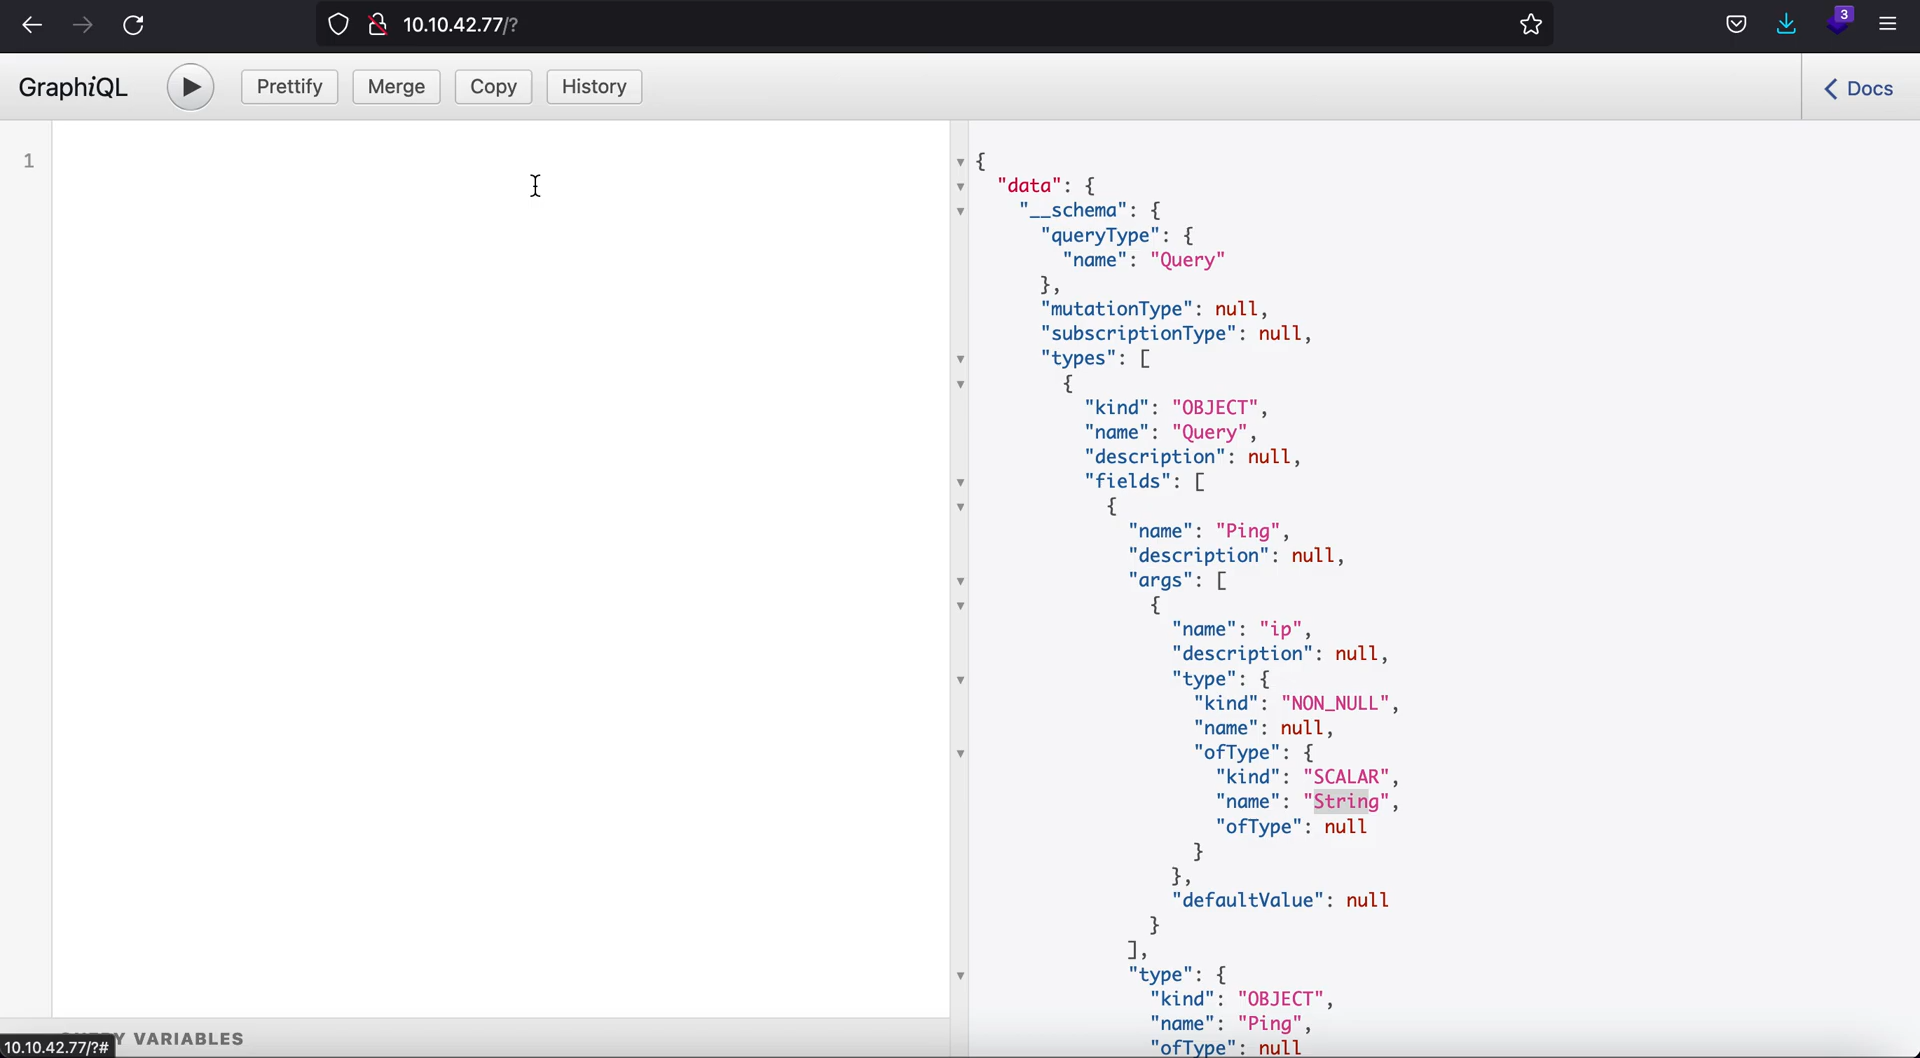 10.10.42.77/?
3
GraphiQL
Prettify
Merge
Copy
History
Docs
1
{
"data": {
"__schema": {
"queryType": {
"name": "Query"
},
"mutationType": null,
"subscriptionType": null,
"types": [
{
"kind": "OBJECT",
"name": "Query",
"description": null,
"fields": [
{
"name": "Ping",
"description": null,
"args": [
{
"name": "ip",
"description": null,
"type": {
"kind": "NON_NULL",
"name": null,
"ofType": {
"kind": "SCALAR",
"name": "String",
"ofType": null
}
},
"defaultValue": null
}
],
"type": {
"kind": "OBJECT",
"name": "Ping",
"ofType": null
VARIABLES
10.10.42.77/?#